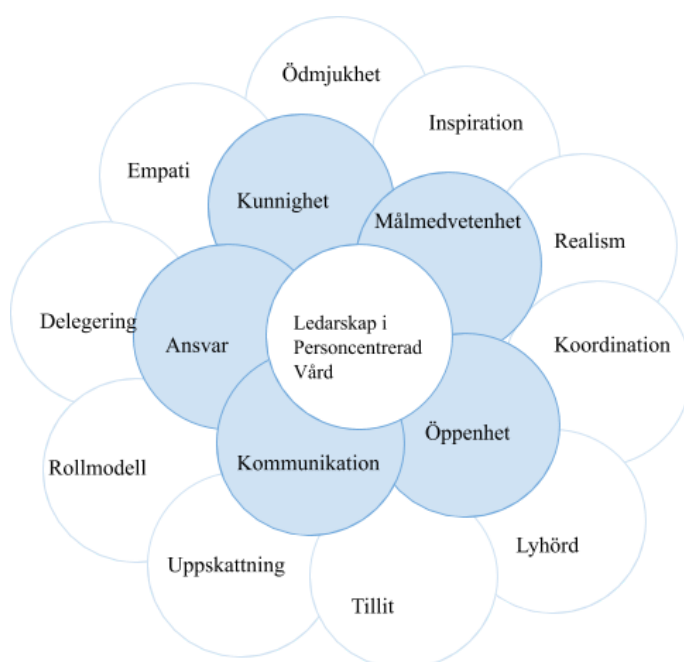 Ödmjukhet
Inspiration
Empati
Kunnighet
Målmedvetenhet
Realism
Delegering
Ledarskap i
Personcentrerad
Vård
Ansvar
Koordination
Öppenhet
Kommunikation
Rollmodell
Lyhörd
Uppskattning
Tillit